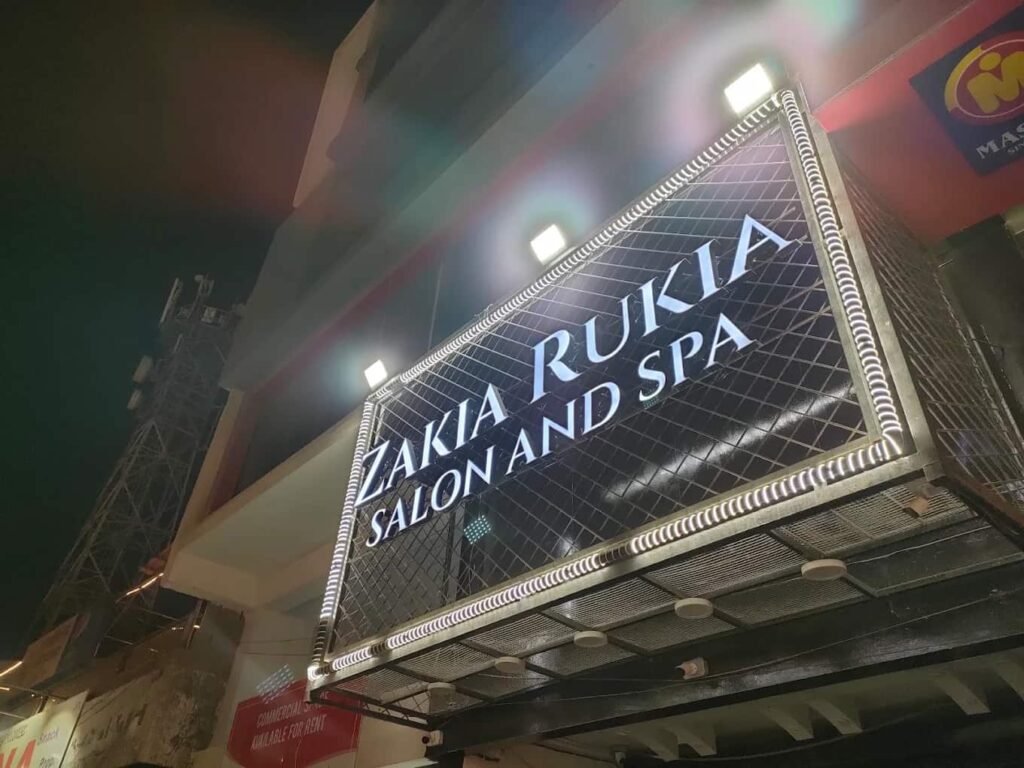 ZAKIA RUKIA
SALON AND SPA
COMMERCIAL
AVAILABLE FOR RENT